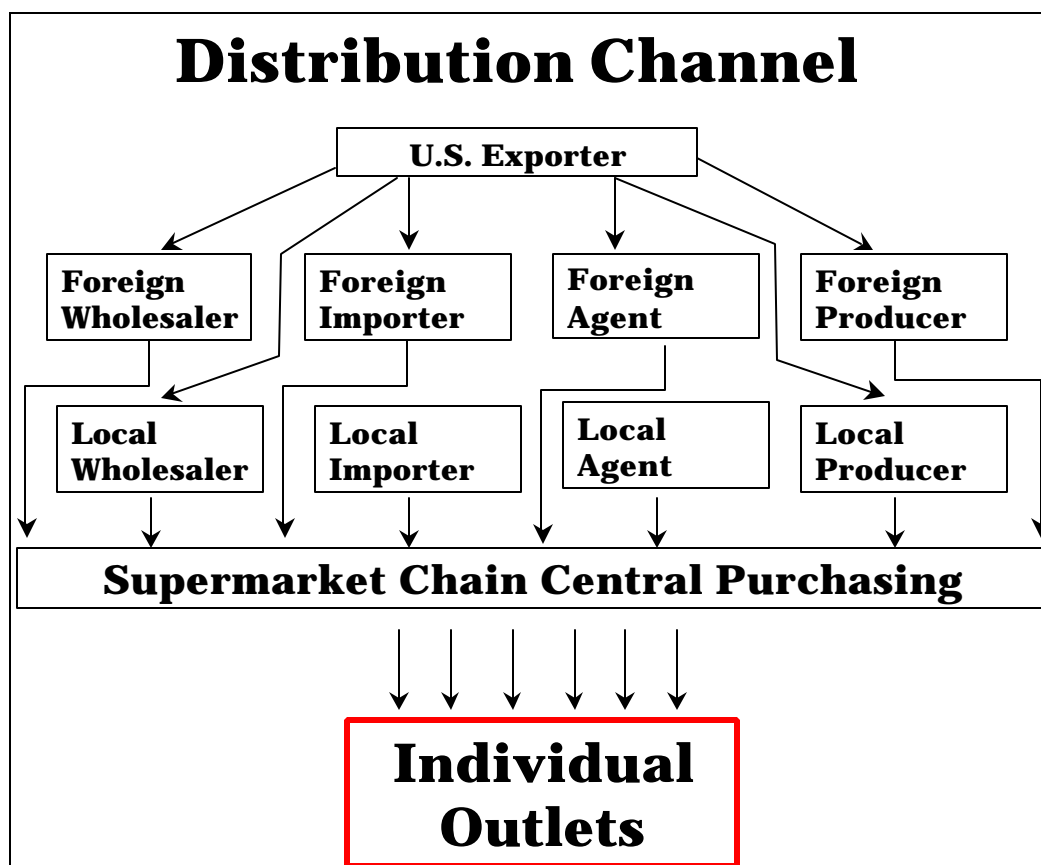 Distribution Channel
U.S. Exporter
Foreign
Wholesaler
Foreign
Importer
Foreign
Agent
Foreign
Producer
Local
Wholesaler
Local
Importer
Local
Agent
Local
Producer
Supermarket Chain Central Purchasing
Individual
Outlets